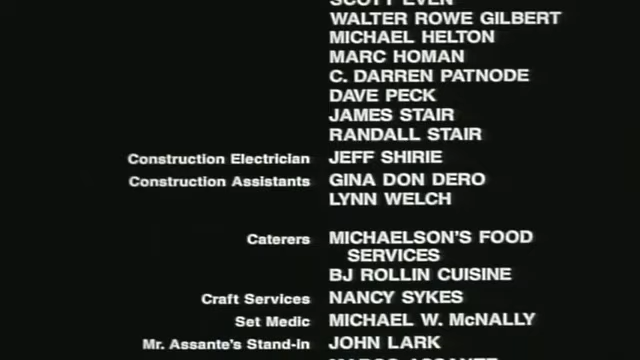 SCOTT EVEN
WALTER ROWE GILBERT
MICHAEL HELTON
MARC HOMAN
C. DARREN PATNODE
DAVE PECK
JAMES STAIR
RANDALL STAIR
Construction Electrician JEFF SHIRIE
Construction Assistants GINA DON DERO
LYNN WELCH
Caterers MICHAELSON'S FOOD
SERVICES
BJ ROLLIN CUISINE
Craft Services NANCY SYKES
Set Medic MICHAEL W. McNALLY
Mr. Assante's Stand-In JOHN LARK